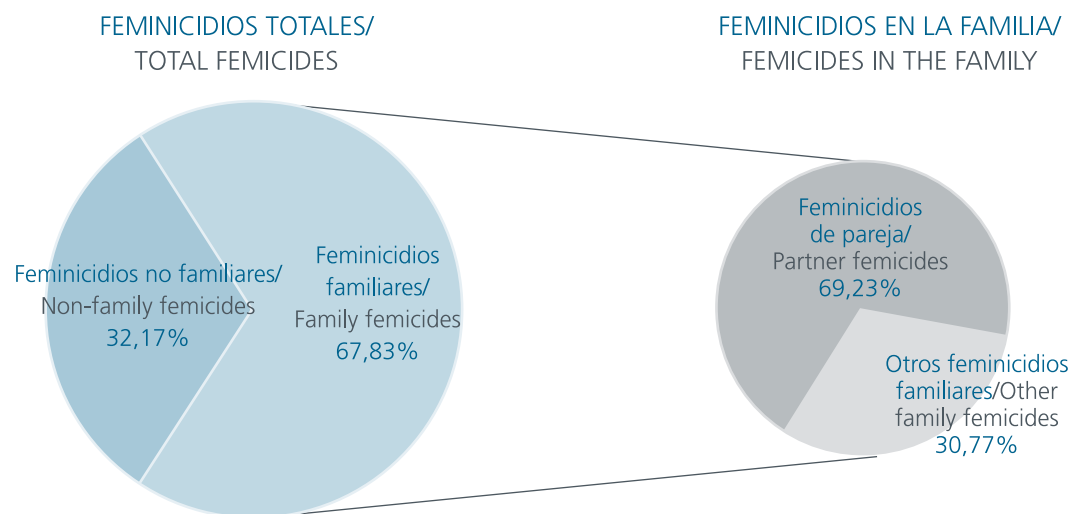 FEMINICIDIOS TOTALES/
TOTAL FEMICIDES
Feminicidios no familiares/
Non-family femicides
32,17%
Feminicidios
familiares/
Family femicides
67,83%
FEMINICIDIOS EN LA FAMILIA/
FEMICIDES IN THE FAMILY
Feminicidios
de pareja/
Partner femicides
69,23%
Otros feminicidios
familiares/Other
family femicides
30,77%